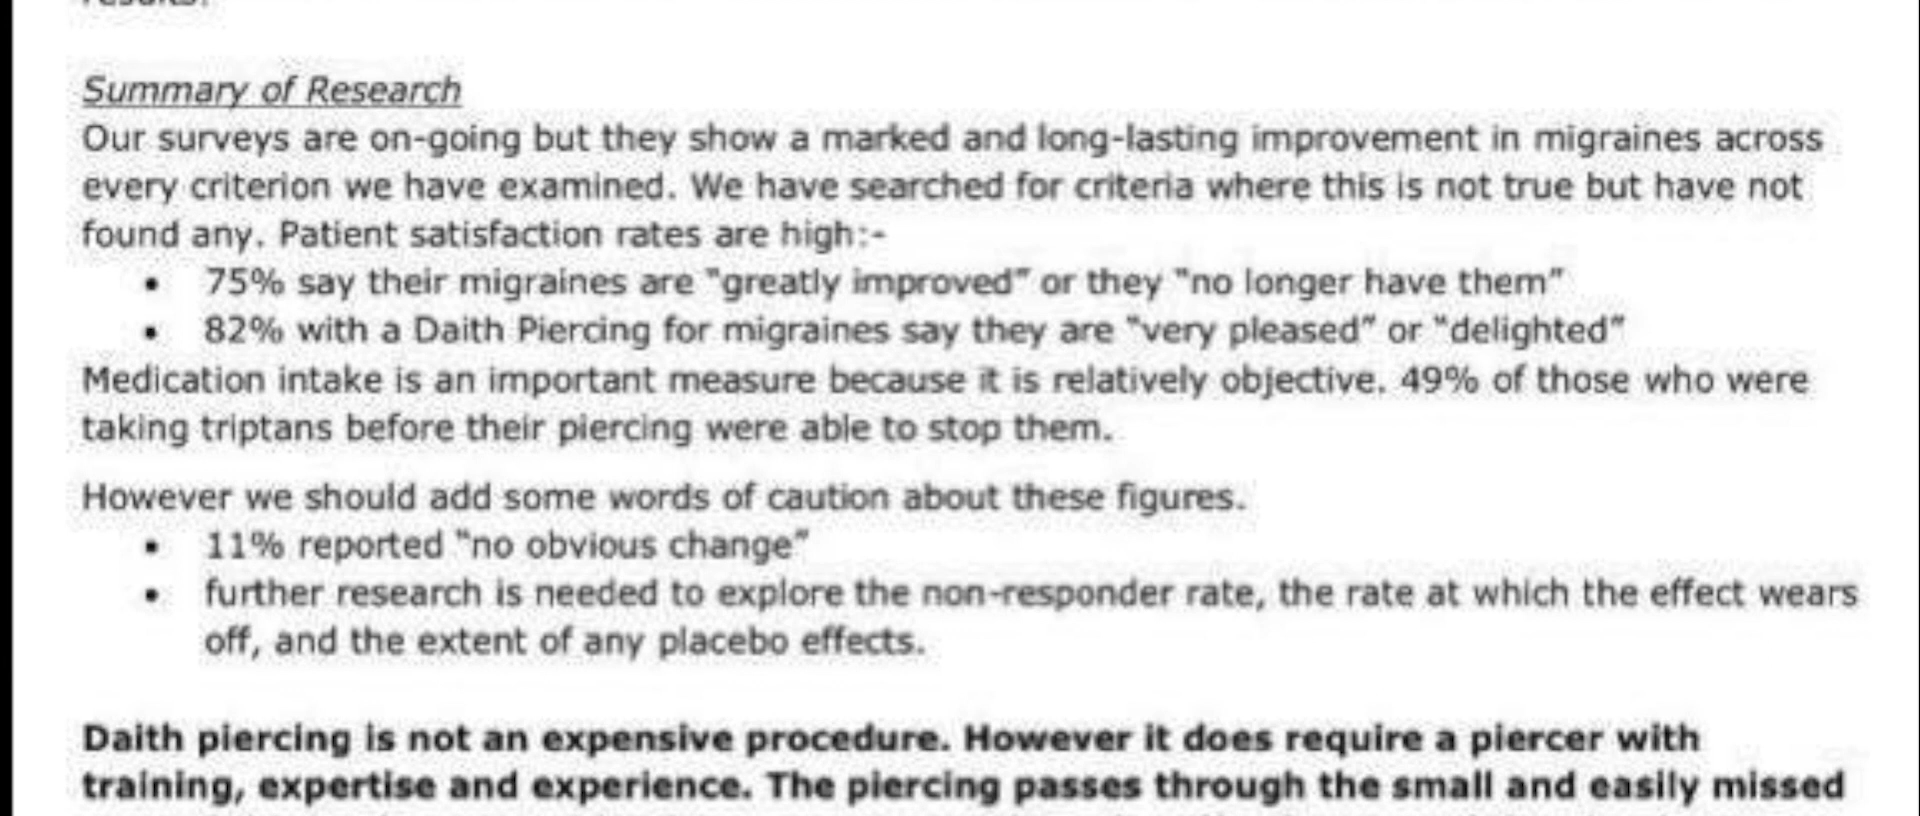 results.
Summary of Research
Our surveys are on-going but they show a marked and long-lasting improvement in migraines across
every criterion we have examined. We have searched for criteria where this is not true but have not
found any. Patient satisfaction rates are high:-
• 75% say their migraines are "greatly improved" or they "no longer have them"
• 82% with a Daith Piercing for migraines say they are "very pleased" or "delighted"
Medication intake is an important measure because it is relatively objective. 49% of those who were
taking triptans before their piercing were able to stop them.
However we should add some words of caution about these figures.
• 11% reported "no obvious change"
• further research is needed to explore the non-responder rate, the rate at which the effect wears
off, and the extent of any placebo effects.
Daith piercing is not an expensive procedure. However it does require a piercer with
training, expertise and experience. The piercing passes through the small and easily missed